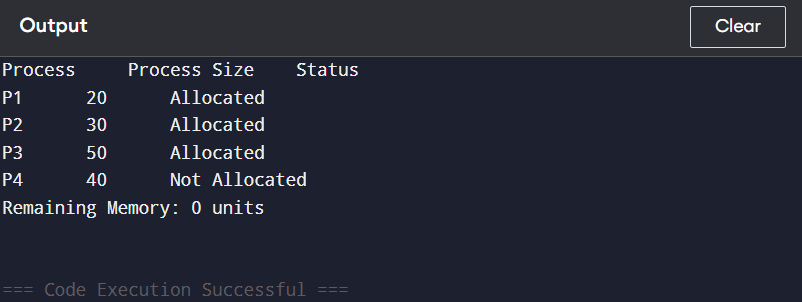 Output
Clear
Process Process Size Status
P1 20 Allocated
P2 30 Allocated
P3 50 Allocated
P4 40 Not Allocated
Remaining Memory: 0 units
=== Code Execution Successful ===